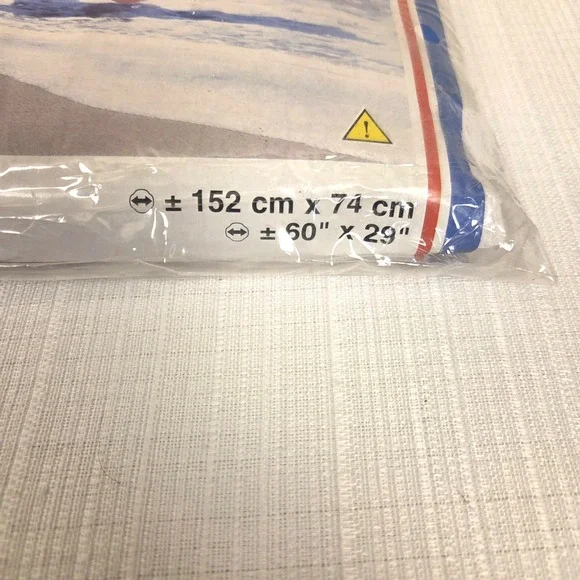 ± 152 cm x 74 cm
± 60" x 29"